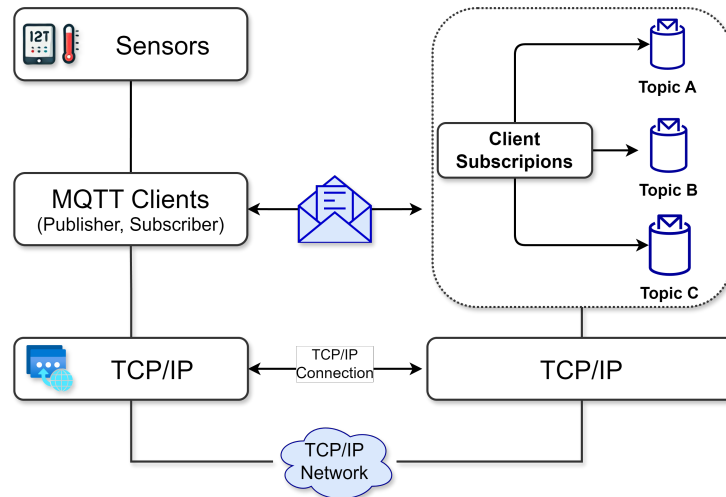 12T
Sensors
MQTT Clients
(Publisher, Subscriber)
TCP/IP
TCP/IP
Connection
Client
Subscripions
Topic A
Topic B
Topic C
TCP/IP
TCP/IP
Network